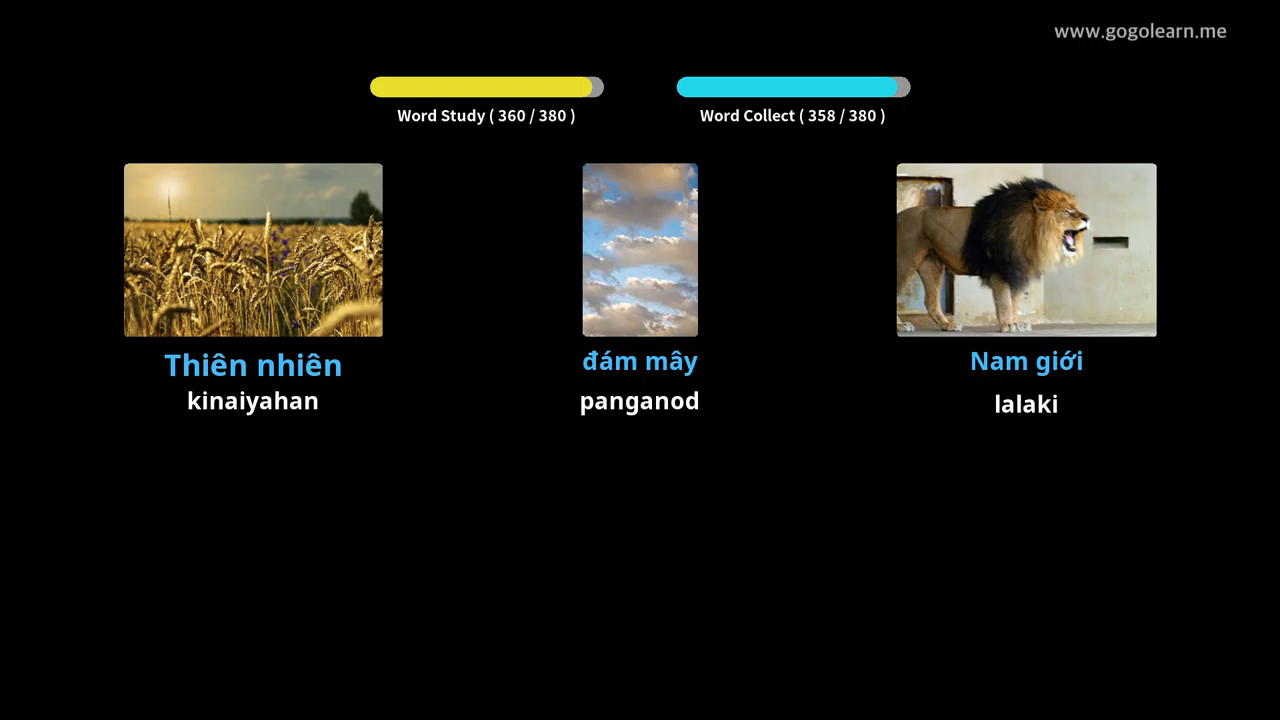 www.gogolearn.me
Word Study ( 360 / 380 )
Word Collect ( 358 / 380 )
Thiên nhiên
kinaiyahan
đám mây
panganod
Nam giới
lalaki